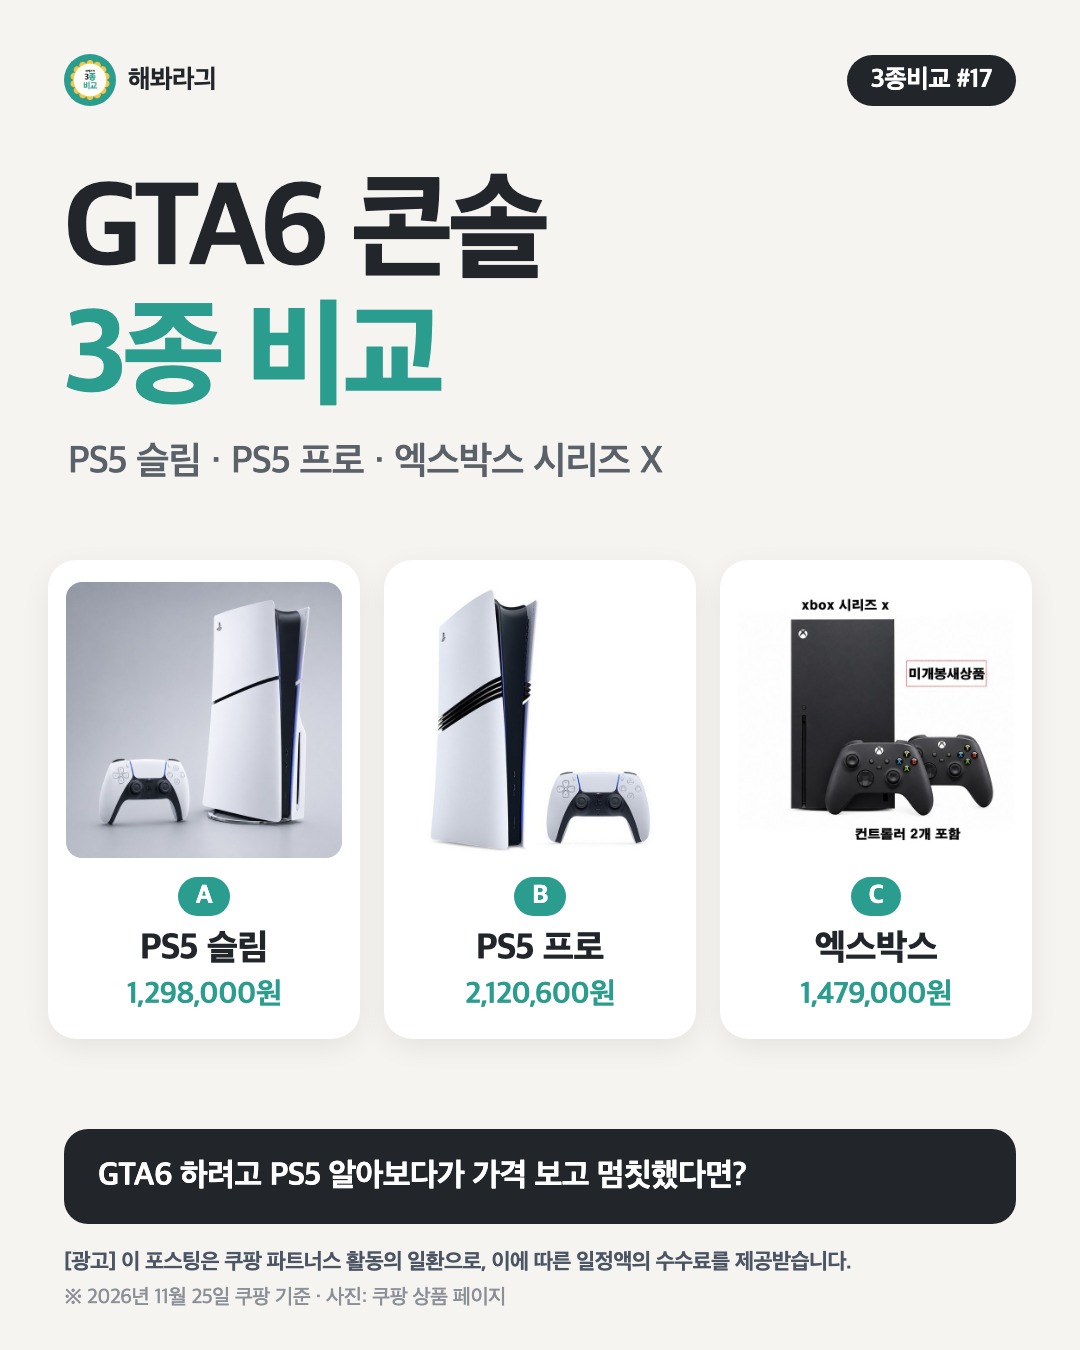 3종
비교
해봐라긔
3종비교 #17
GTA6 콘솔
3종 비교
PS5 슬림 · PS5 프로 · 엑스박스 시리즈 X
xbox 시리즈 x
미개봉새상품
컨트롤러 2개 포함
A
PS5 슬림
1,298,000원
B
PS5 프로
2,120,600원
C
엑스박스
1,479,000원
GTA6 하려고 PS5 알아보다가 가격 보고 멈칫했다면?
[광고] 이 포스팅은 쿠팡 파트너스 활동의 일환으로, 이에 따른 일정액의 수수료를 제공받습니다.
※ 2026년 11월 25일 쿠팡 기준 · 사진: 쿠팡 상품 페이지